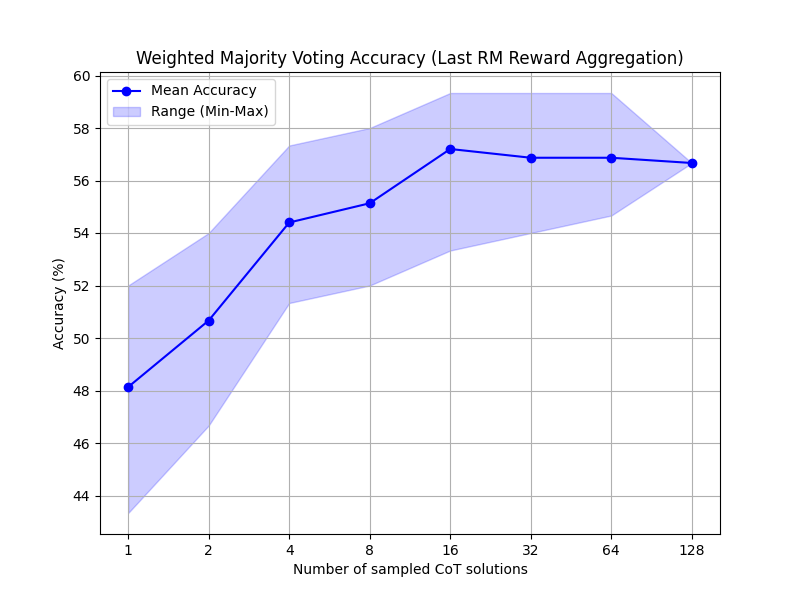 Weighted Majority Voting Accuracy (Last RM Reward Aggregation)
Mean Accuracy
Range (Min-Max)
60
58
56
54
52
50
48
46
44
Accuracy (%)
1 2 4 8 16 32 64 128
Number of sampled CoT solutions